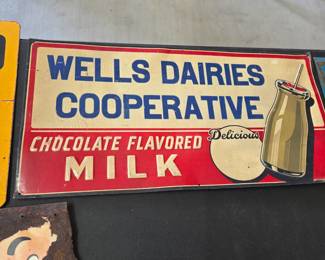 WELLS DAIRIES
COOPERATIVE
CHOCOLATE FLAVORED
MILK
Delicious